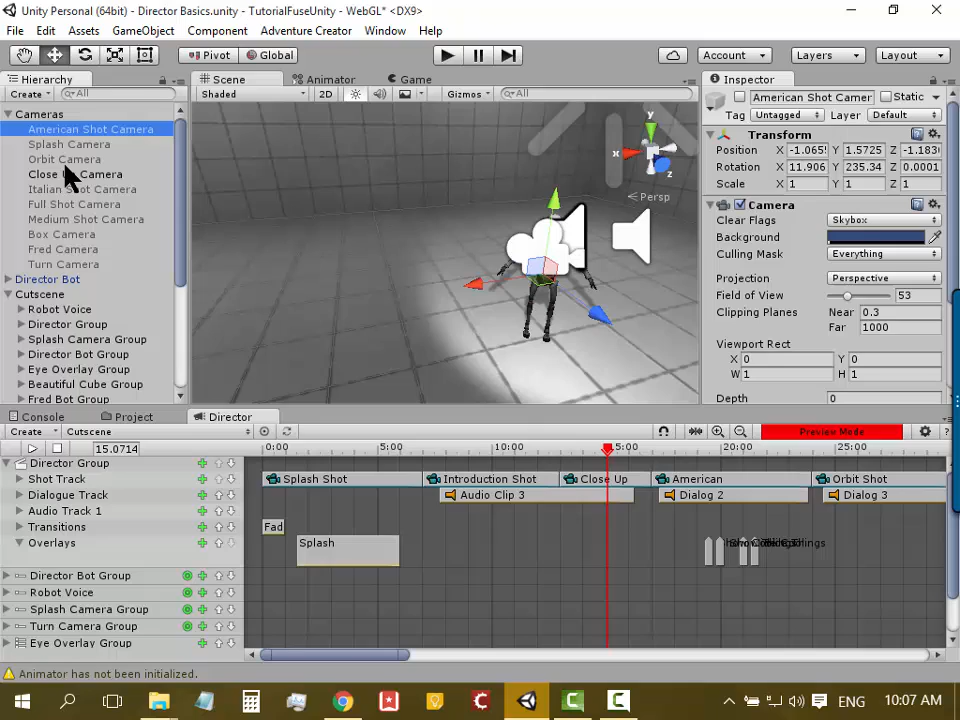 Unity Personal (64bit) - Director Basics.unity - TutorialFuseUnity - WebGL* <DX9>
File Edit Assets GameObject Component Adventure Creator Window Help
Pivot Global Account Layers Layout
Hierarchy Scene Animator Game Inspector
Create All Shaded 2D Gizmos All American Shot Camer Static
Tag Untagged Layer Default
Cameras
American Shot Camera
Splash Camera
Orbit Camera
Close Camera
Italian Shot Camera
Full Shot Camera
Medium Shot Camera
Box Camera
Fred Camera
Turn Camera
Director Bot
Cutscene
Robot Voice
Director Group
Splash Camera Group
Director Bot Group
Eye Overlay Group
Beautiful Cube Group
Fred Bot Group
y
x
z
Persp
Transform
Position X -1.065 Y 1.5725 Z -1.183
Rotation X 11.906 Y 235.34 Z 0.0001
Scale X 1 Y 1 Z 1
Camera
Clear Flags Skybox
Background
Culling Mask Everything
Projection Perspective
Field of View 53
Clipping Planes Near 0.3
Far 1000
Viewport Rect
X 0 Y 0
W 1 H 1
Depth 0
Console Project Director
Create Cutscene Preview Mode ?
15.0714 0:00 5:00 10:00 15:00 20:00 25:00
Director Group
Shot Track Splash Shot Introduction Shot Close Up American Orbit Shot
Dialogue Track Audio Clip 3 Dialog 2 Dialog 3
Audio Track 1
Transitions Fad
Overlays Splash
Director Bot Group
Robot Voice
Splash Camera Group
Turn Camera Group
Eye Overlay Group
Animator has not been initialized.
ENG 10:07 AM